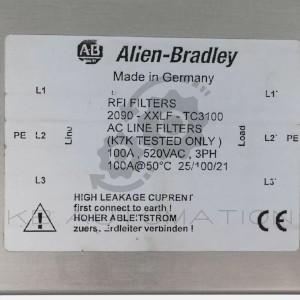 AB Allen-Bradley
Made in Germany
RFI FILTERS
2090 - XXLF - TC3100
AC LINE FILTERS
(K7K TESTED ONLY)
100A, 520VAC, 3PH
100A@50°C 25/100/21
L1
PE L2 Line
L3
L1'
Load L2' PE
L3'
HIGH LEAKAGE CURRENT
first connect to earth!
HOHER ABLEITSTROM
zuerst Erdleiter verbinden!
CE